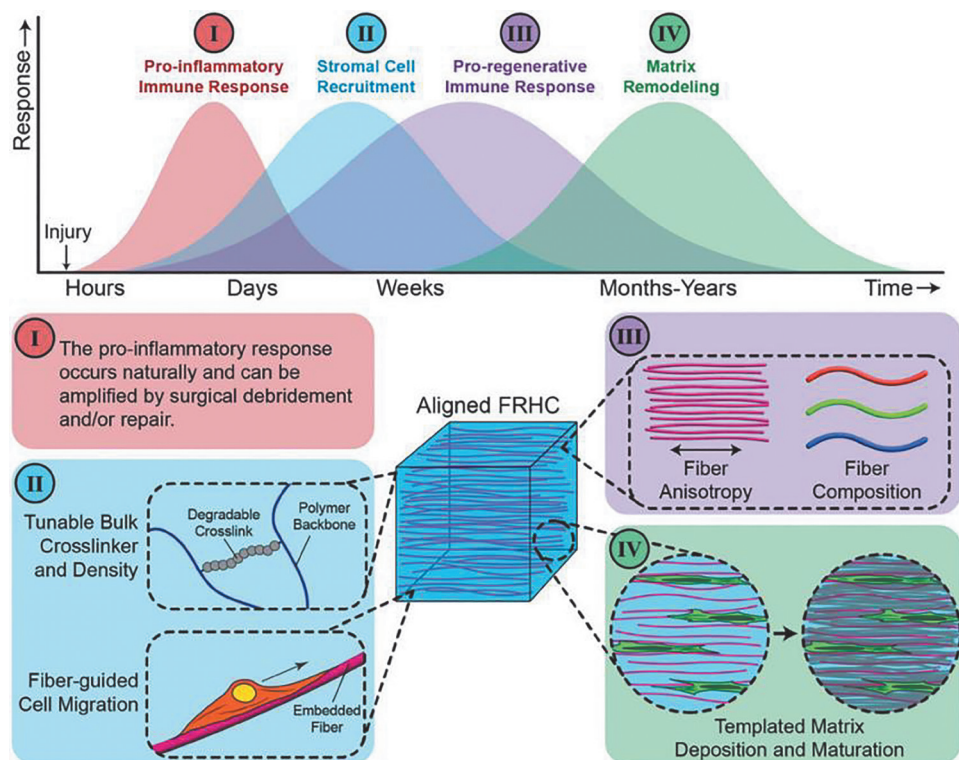 I
II
III
IV
Pro-inflammatory
Immune Response
Stromal Cell
Recruitment
Pro-regenerative
Immune Response
Matrix
Remodeling
Response
Injury
Hours
Days
Weeks
Months-Years
Time
I
The pro-inflammatory response
occurs naturally and can be
amplified by surgical debridement
and/or repair.
II
Tunable Bulk
Crosslinker
and Density
Degradable
Crosslink
Polymer
Backbone
Fiber-guided
Cell Migration
Embedded
Fiber
Aligned FRHC
III
Fiber
Anisotropy
Fiber
Composition
IV
Templated Matrix
Deposition and Maturation